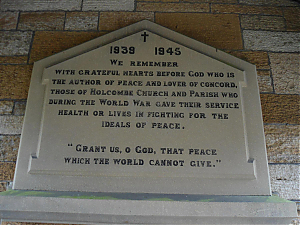 1939 1945
We remember
with grateful hearts before God who is
the author of peace and lover of concord,
those of Holcombe Church and Parish who
during the World War gave their service
health or lives in fighting for the
ideals of peace.
"Grant us, O God, that peace
which the world cannot give."